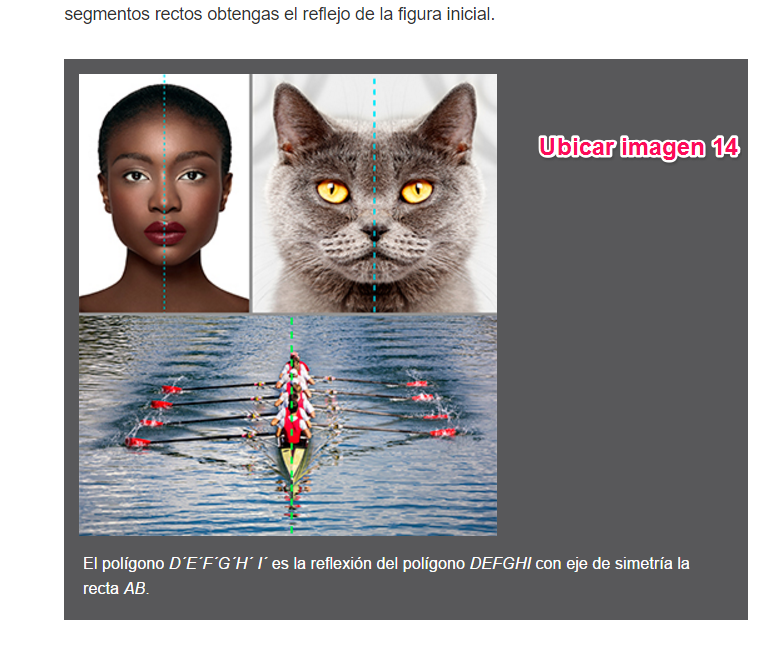 segmentos rectos obtengas el reflejo de la figura inicial.
Ubicar imagen 14
El polígono D´E´F´G´H´ I´ es la reflexión del polígono DEFGHI con eje de simetría la
recta AB.